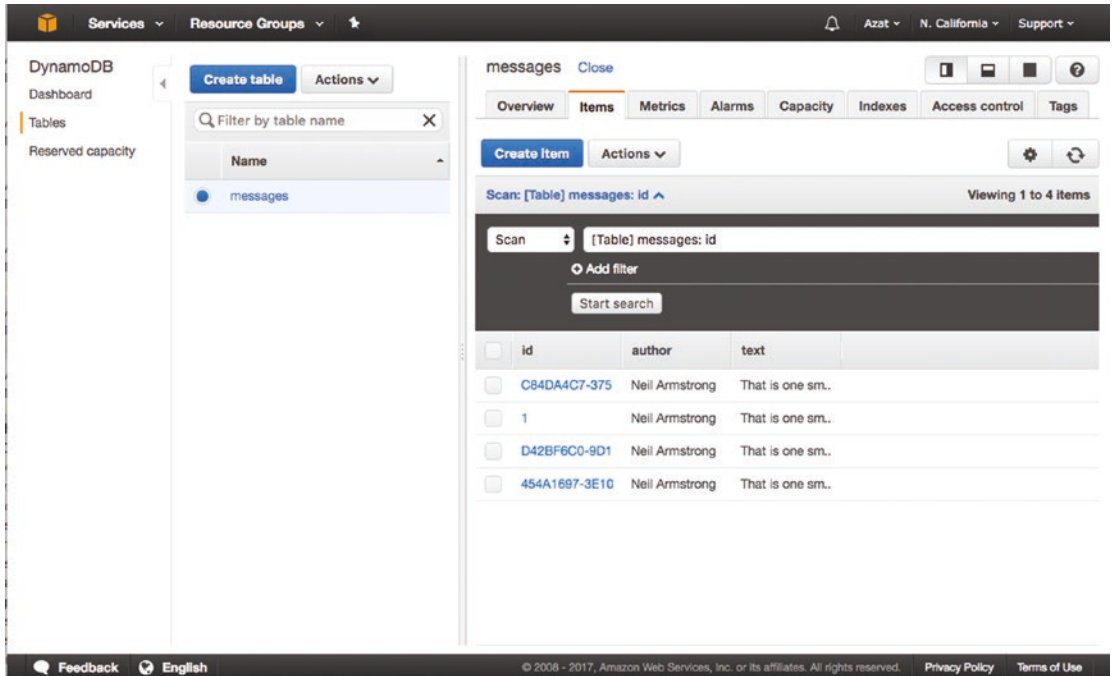 Services Resource Groups Azat N. California Support
DynamoDB
Dashboard
Tables
Reserved capacity
Create table Actions
Filter by table name
Name
messages
messages Close
Overview Items Metrics Alarms Capacity Indexes Access control Tags
Create Item Actions
Scan: [Table] messages: id Viewing 1 to 4 items
Scan [Table] messages: id
Add filter
Start search
id author text
C84DA4C7-375 Neil Armstrong That is one sm..
1 Neil Armstrong That is one sm..
D42BF6C0-9D1 Neil Armstrong That is one sm..
454A1697-3E10 Neil Armstrong That is one sm..
Feedback English © 2008 - 2017, Amazon Web Services, Inc. or its affiliates. All rights reserved. Privacy Policy Terms of Use